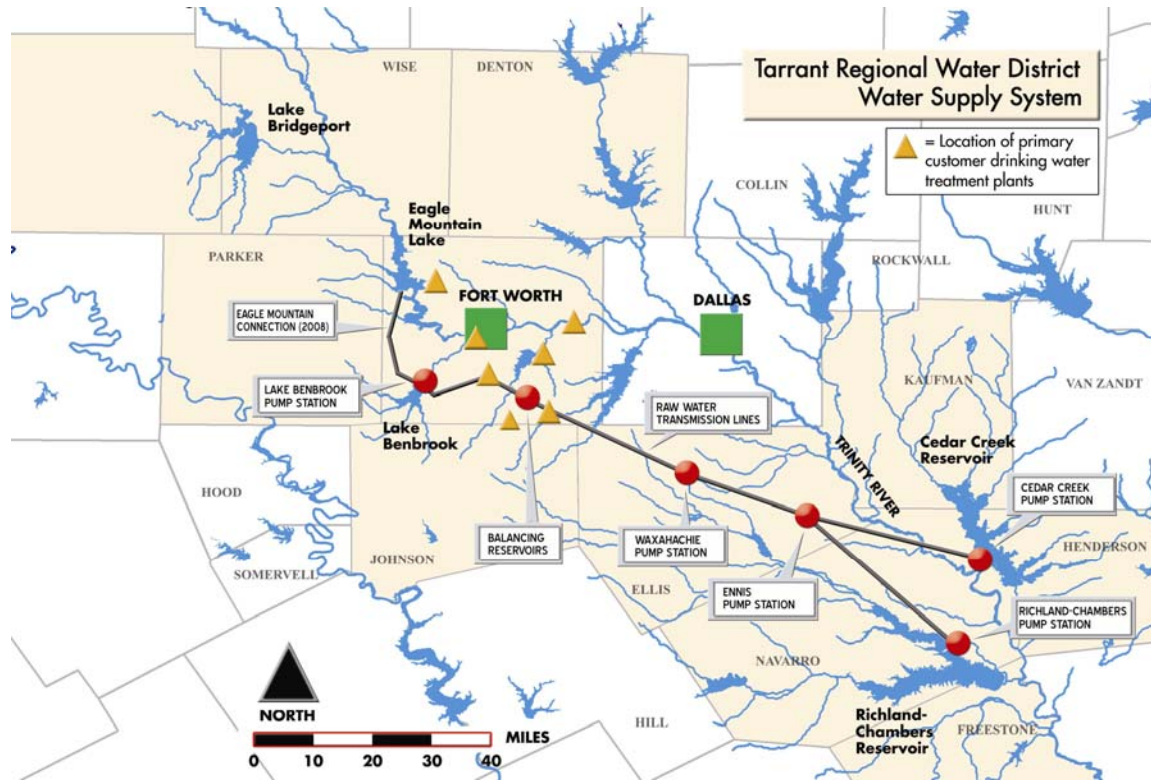 Tarrant Regional Water District
Water Supply System
= Location of primary
customer drinking water
treatment plants
WISE
DENTON
Lake
Bridgeport
COLLIN
HUNT
Eagle
Mountain
Lake
PARKER
ROCKWALL
FORT WORTH
DALLAS
EAGLE MOUNTAIN
CONNECTION (2008)
KAUFMAN
VAN ZANDT
LAKE BENBROOK
PUMP STATION
RAW WATER
TRANSMISSION LINES
Lake
Benbrook
TRINITY RIVER
Cedar Creek
Reservoir
CEDAR CREEK
PUMP STATION
HOOD
BALANCING
RESERVOIRS
WAXAHACHIE
PUMP STATION
HENDERSON
JOHNSON
SOMERVELL
ELLIS
ENNIS
PUMP STATION
RICHLAND-CHAMBERS
PUMP STATION
NAVARRO
NORTH
HILL
Richland-
Chambers
Reservoir
FREESTONE
MILES
0 10 20 30 40